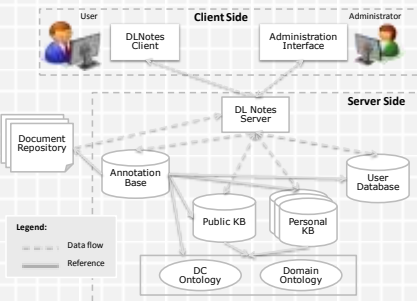 User
Client Side
Administrator
DLNotes
Client
Administration
Interface
Server Side
DL Notes
Server
Document
Repository
Annotation
Base
User
Database
Public KB
Personal
KB
Legend:
Data flow
Reference
DC
Ontology
Domain
Ontology